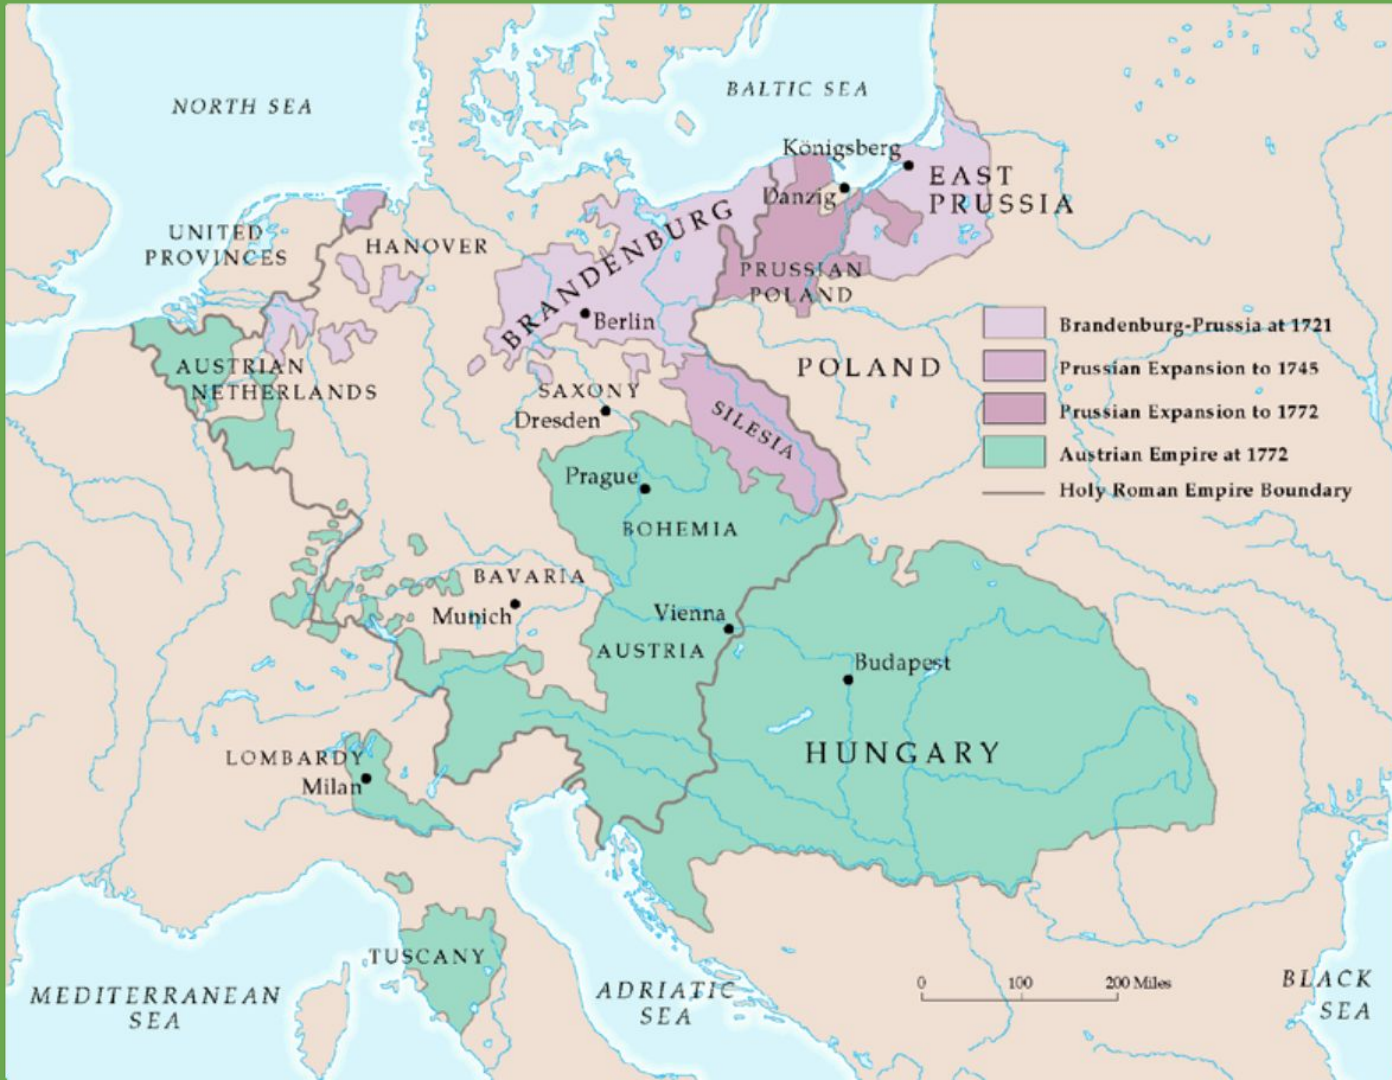 BALTIC SEA
NORTH SEA
Königsberg
EAST
PRUSSIA
Danzig
UNITED
PROVINCES
HANOVER
BRANDENBURG
PRUSSIAN
POLAND
Berlin
Brandenburg-Prussia at 1721
AUSTRIAN
NETHERLANDS
POLAND
Prussian Expansion to 1745
SAXONY
Dresden
SILESIA
Prussian Expansion to 1772
Austrian Empire at 1772
Prague
Holy Roman Empire Boundary
BOHEMIA
BAVARIA
Munich
Vienna
AUSTRIA
Budapest
LOMBARDY
Milan
HUNGARY
TUSCANY
MEDITERRANEAN
SEA
ADRIATIC
SEA
0 100 200 Miles
BLACK
SEA